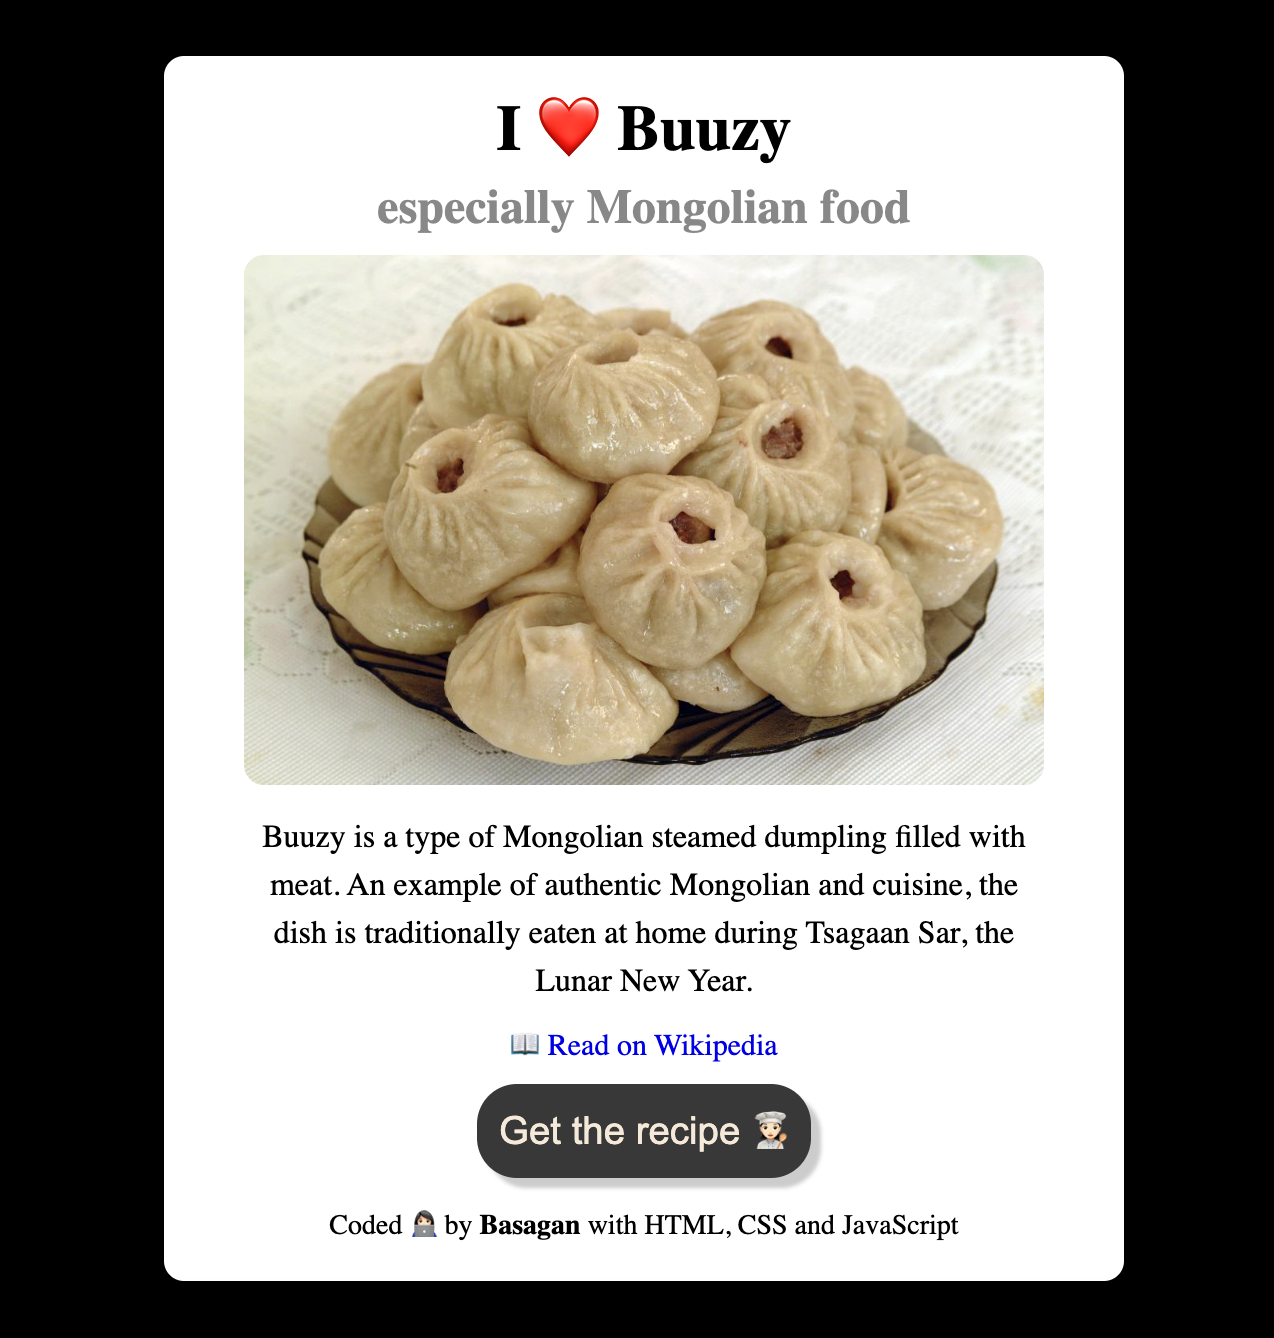 I ❤️ Buuzy
especially Mongolian food
Buuzy is a type of Mongolian steamed dumpling filled with
meat. An example of authentic Mongolian and cuisine, the
dish is traditionally eaten at home during Tsagaan Sar, the
Lunar New Year.
📖 Read on Wikipedia
Get the recipe 👩🏻‍🍳
Coded 👩🏻‍💻 by Basagan with HTML, CSS and JavaScript